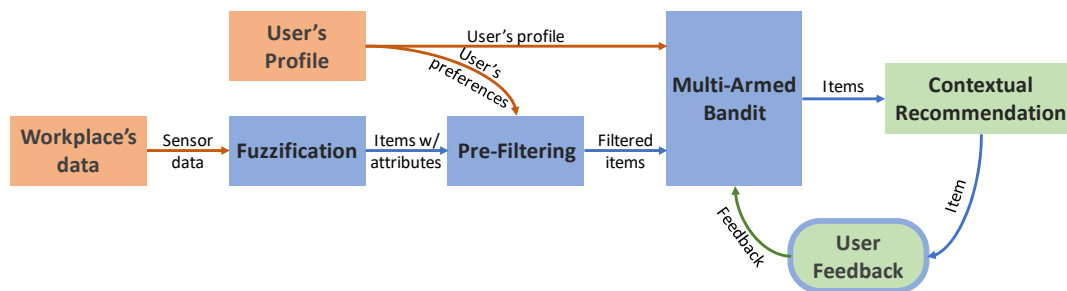 User's
Profile
User's profile
User's
preferences
Workplace's
data
Sensor
data
Fuzzification
Items w/
attributes
Pre-Filtering
Filtered
items
Multi-Armed
Bandit
Items
Contextual
Recommendation
Item
User
Feedback
Feedback